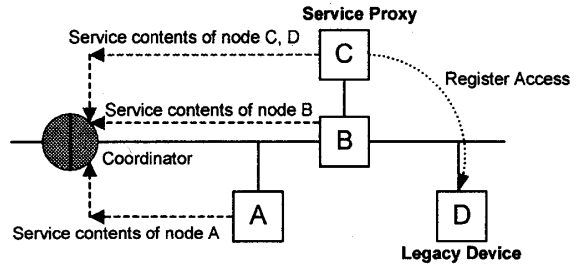 Service Proxy
Service contents of node C, D
C
Register Access
Service contents of node B
B
Coordinator
A
D
Service contents of node A
Legacy Device